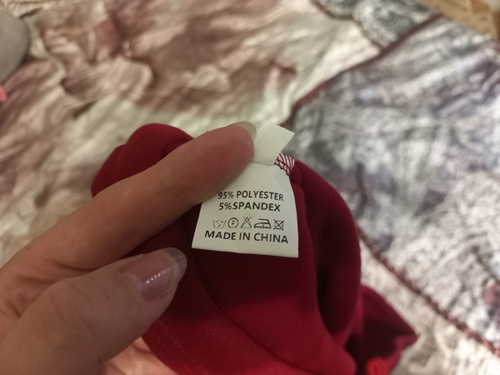 95% POLYESTER
5%SPANDEX
MADE IN CHINA